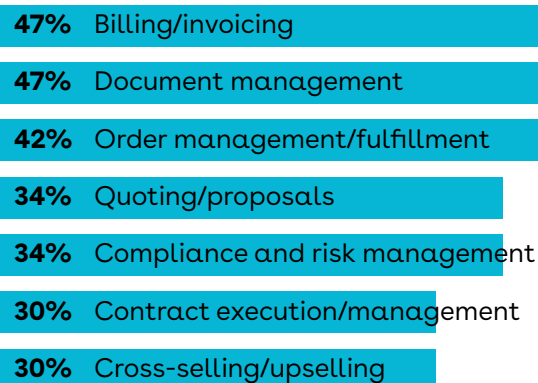 47% Billing/invoicing
47% Document management
42% Order management/fulfillment
34% Quoting/proposals
34% Compliance and risk management
30% Contract execution/management
30% Cross-selling/upselling